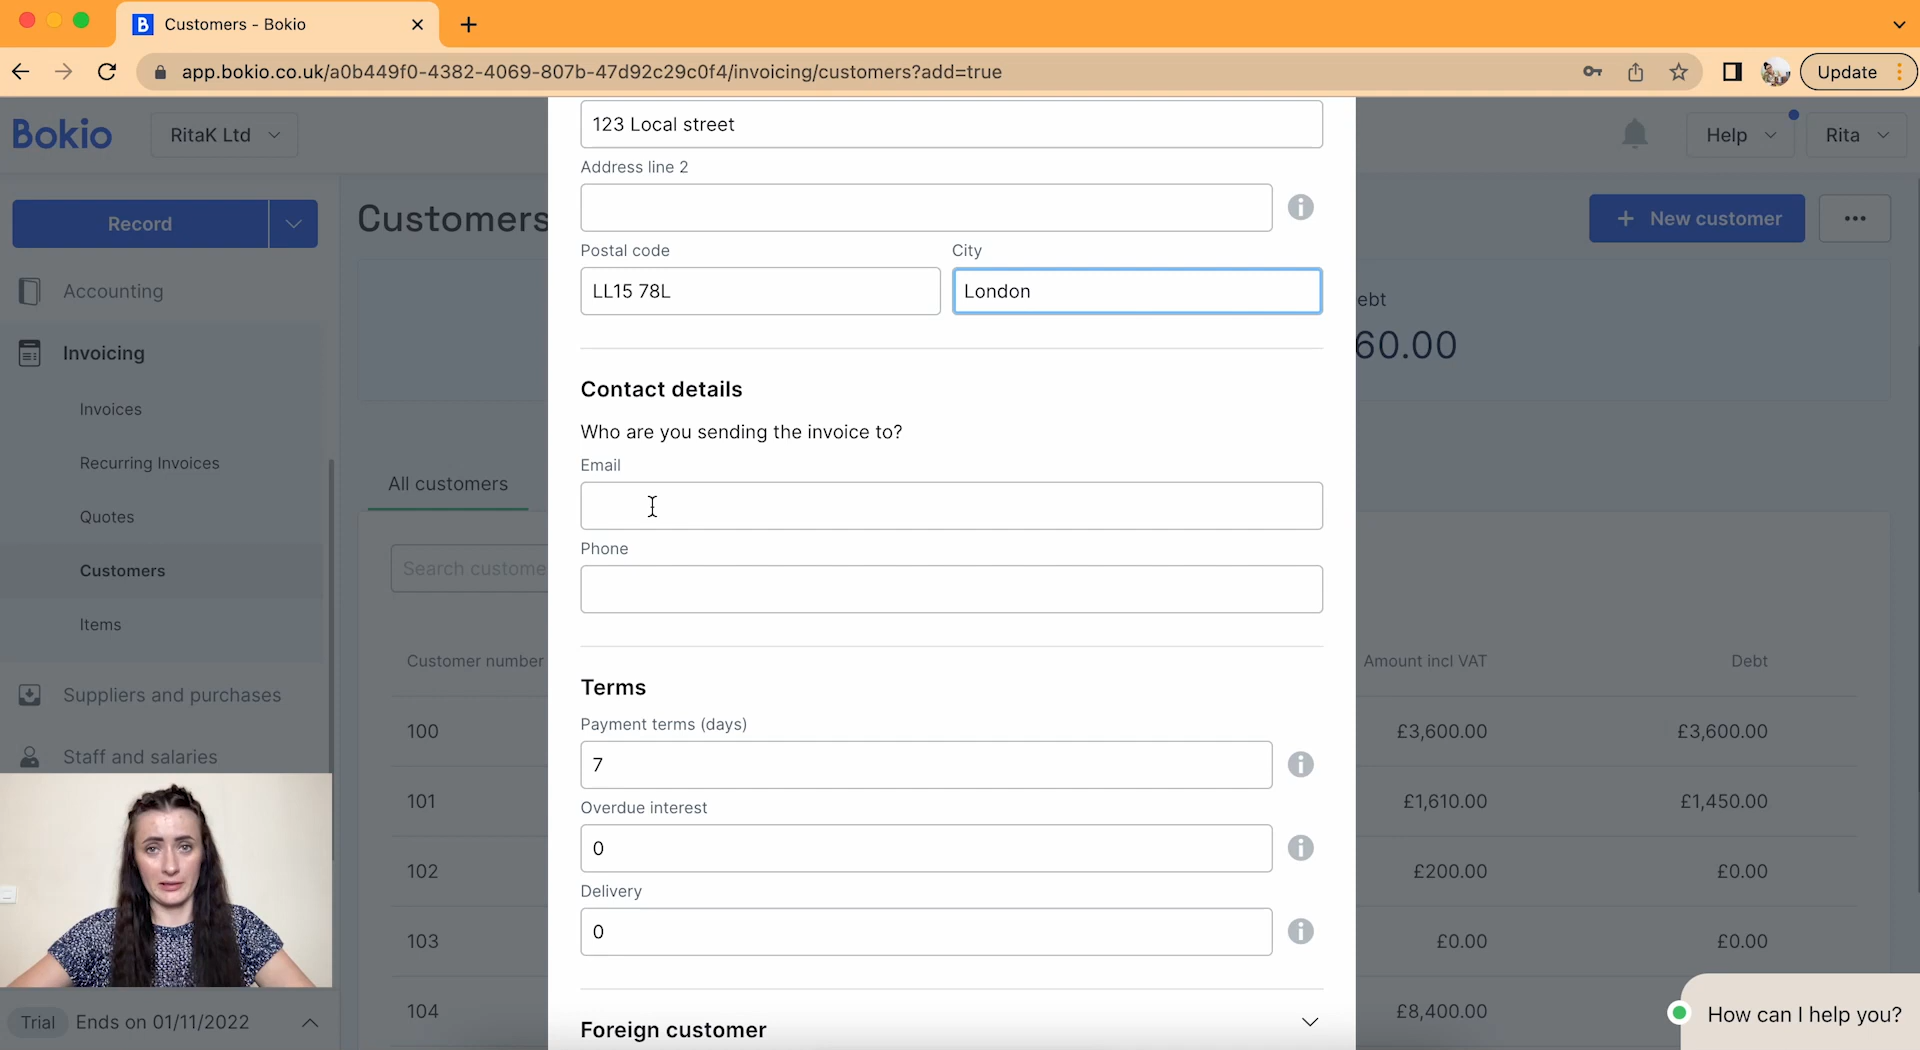 Customers - Bokio
app.bokio.co.uk/a0b449f0-4382-4069-807b-47d92c29c0f4/invoicing/customers?add=true
Update
Bokio
RitaK Ltd
Help
Rita
Record
Accounting
Invoicing
Invoices
Recurring Invoices
Quotes
Customers
Items
Suppliers and purchases
Staff and salaries
Trial
Ends on 01/11/2022
Customers
New customer
ebt
60.00
All customers
Search custome
Customer number
Amount incl VAT
Debt
100
£3,600.00
£3,600.00
101
£1,610.00
£1,450.00
102
£200.00
£0.00
103
£0.00
£0.00
104
£8,400.00
123 Local street
Address line 2
Postal code
City
LL15 78L
London
Contact details
Who are you sending the invoice to?
Email
Phone
Terms
Payment terms (days)
7
Overdue interest
0
Delivery
0
Foreign customer
How can I help you?